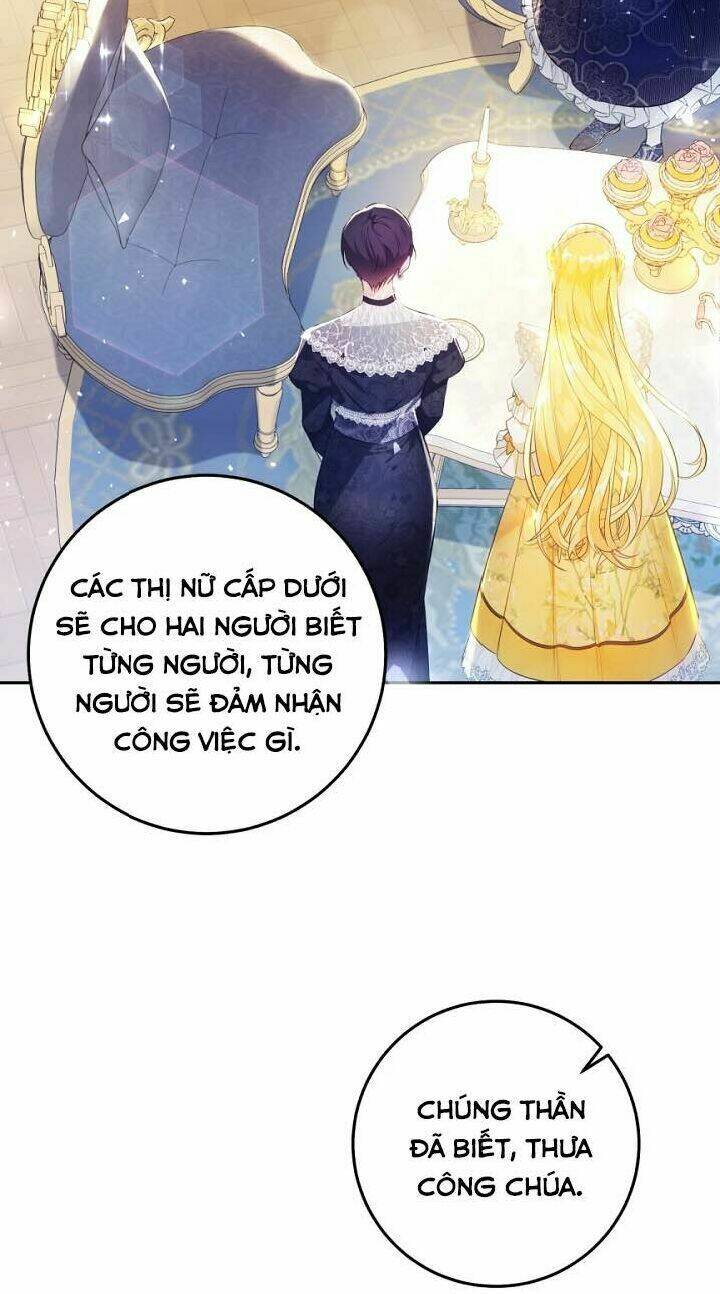 CÁC THỊ NỮ CẤP DƯỚI
SẼ CHO HAI NGƯỜI BIẾT
TỪNG NGƯỜI, TỪNG
NGƯỜI SẼ ĐẢM NHẬN
CÔNG VIỆC GÌ.
CHÚNG THẦN
ĐÃ BIẾT, THƯA
CÔNG CHÚA.